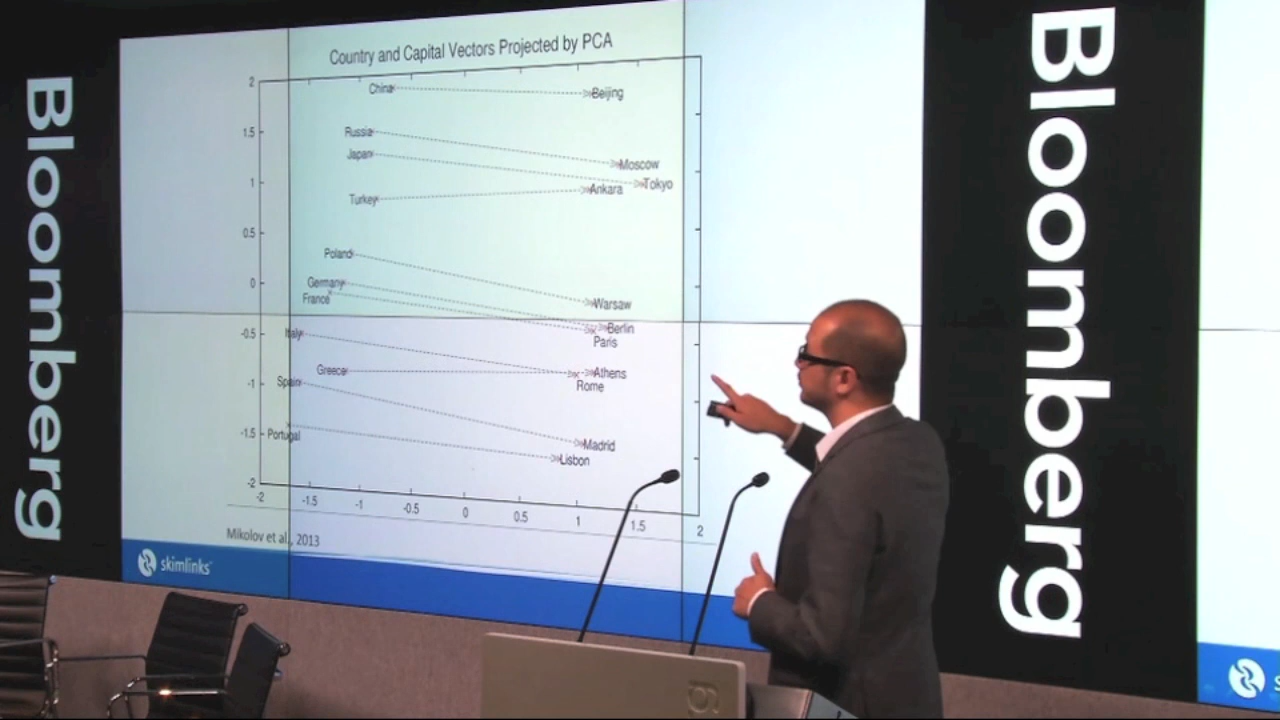 Bloomberg
Country and Capital Vectors Projected by PCA
2
China
Beijing
1.5
Russia
Moscow
Japan
Tokyo
1
Turkey
Ankara
0.5
Poland
0
Germany
France
Warsaw
Berlin
Paris
-0.5
Italy
Greece
Athens
Rome
-1
Spain
-1.5
Portugal
Madrid
Lisbon
-2
-2 -1.5 -1 -0.5 0 0.5 1 1.5 2
Mikolov et al., 2013
skimlinks
Bloomberg